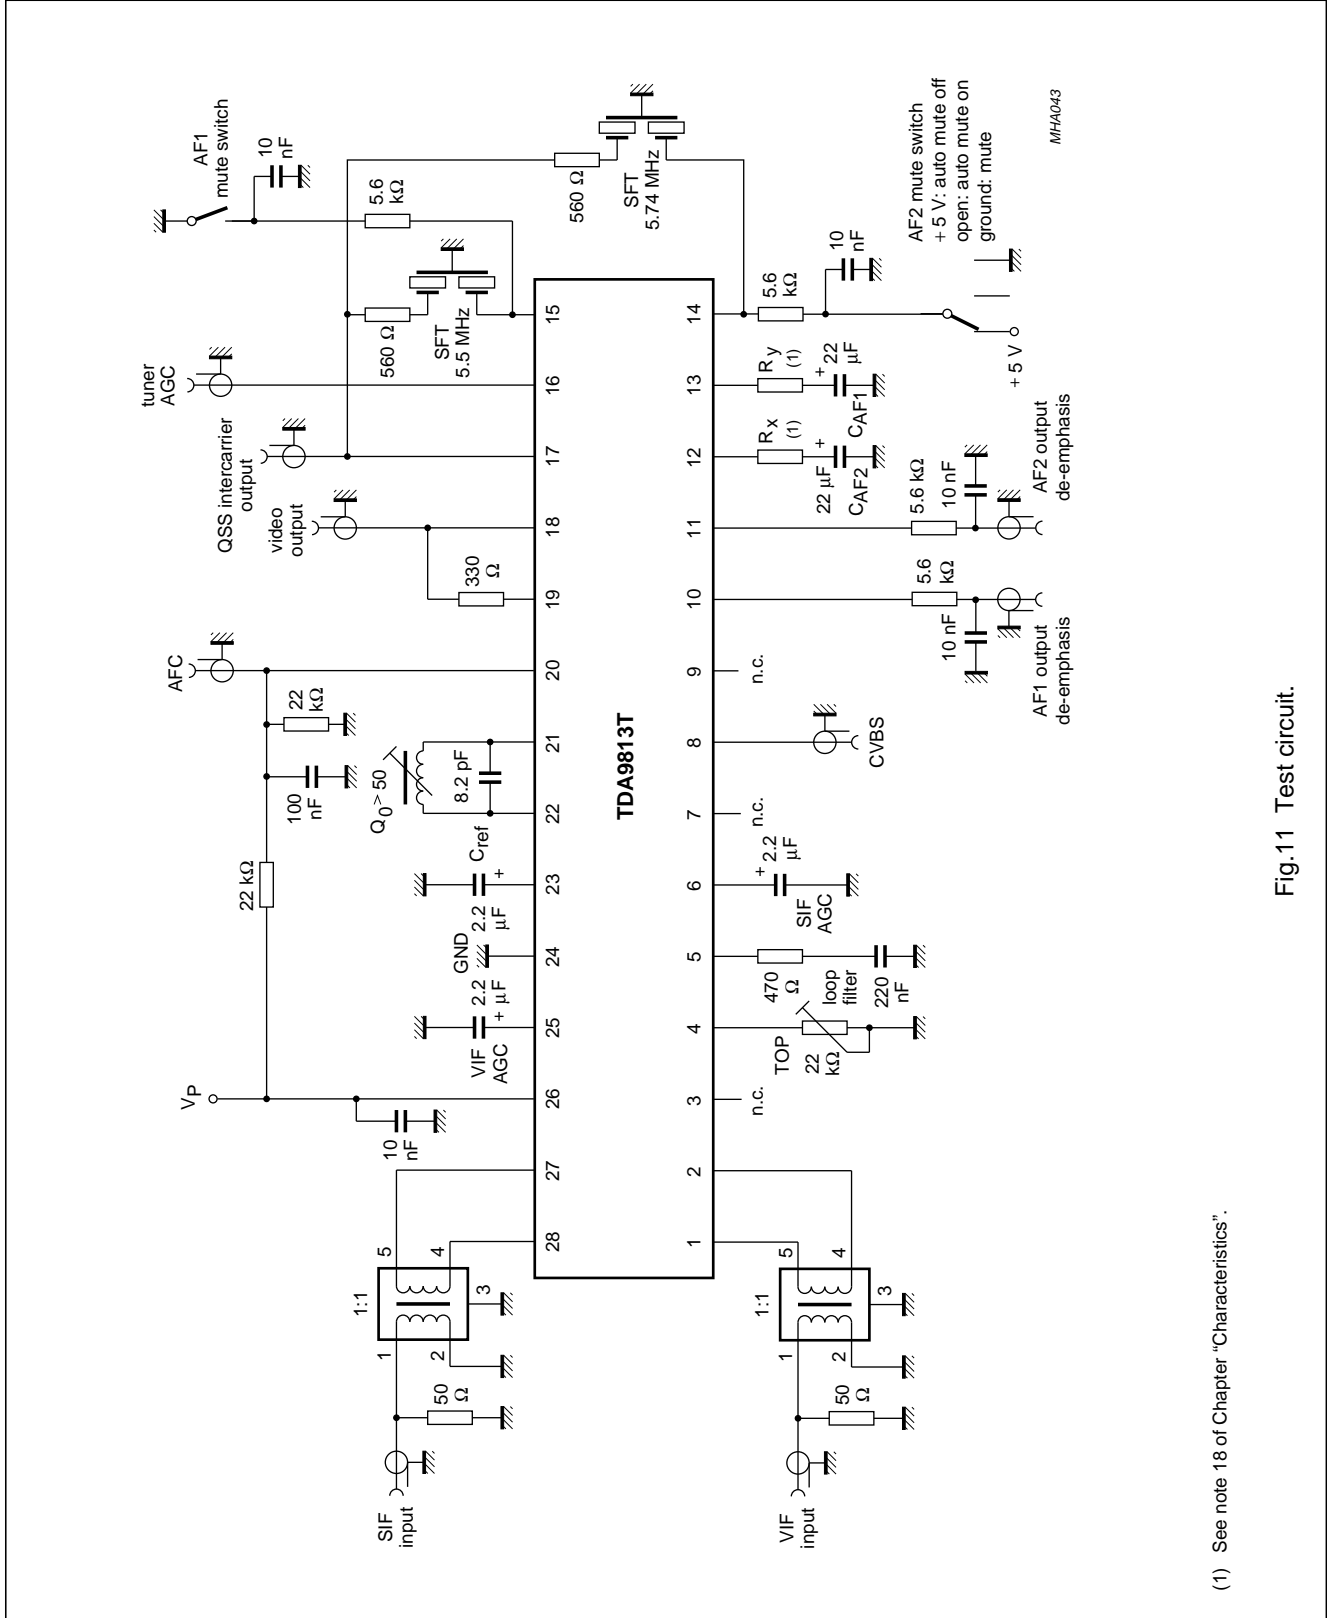 AF1
mute switch
10
nF
5.6
kΩ
560 Ω
SFT
5.74 MHz
560 Ω
SFT
5.5 MHz
tuner
AGC
QSS intercarrier
output
video
output
330
Ω
AFC
22
kΩ
100
nF
22 kΩ
Q0 > 50
8.2 pF
Cref
2.2
μF
+
GND
2.2
μF
+
VIF
AGC
VP
10
nF
1:1
5
4
3
1
2
50
Ω
SIF
input
28
27
26
25
24
23
22
21
20
19
18
17
16
15
TDA9813T
1
2
3
4
5
6
7
8
9
10
11
12
13
14
1:1
5
4
3
1
2
50
Ω
VIF
input
n.c.
TOP
22
kΩ
470
Ω
loop
filter
220
nF
+
2.2
μF
SIF
AGC
n.c.
CVBS
n.c.
5.6
kΩ
10 nF
AF1 output
de-emphasis
5.6 kΩ
10 nF
AF2 output
de-emphasis
Rx
(1)
22 μF
+
CAF2
Ry
(1)
+
22
μF
CAF1
5.6
kΩ
10
nF
+ 5 V
AF2 mute switch
+ 5 V: auto mute off
open: auto mute on
ground: mute
MHA043
Fig.11 Test circuit.
(1) See note 18 of Chapter “Characteristics”.